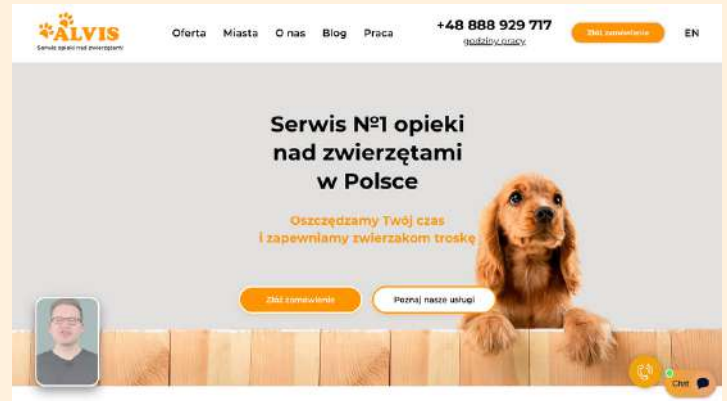 ALVIS
Serwis opieki nad zwierzętami
Oferta Miasta O nas Blog Praca
+48 888 929 717
godziny pracy
Złóż zamówienie
EN
Serwis №1 opieki
nad zwierzętami
w Polsce
Oszczędzamy Twój czas
i zapewniamy zwierzakom troskę
Złóż zamówienie
Poznaj nasze usługi
Chat